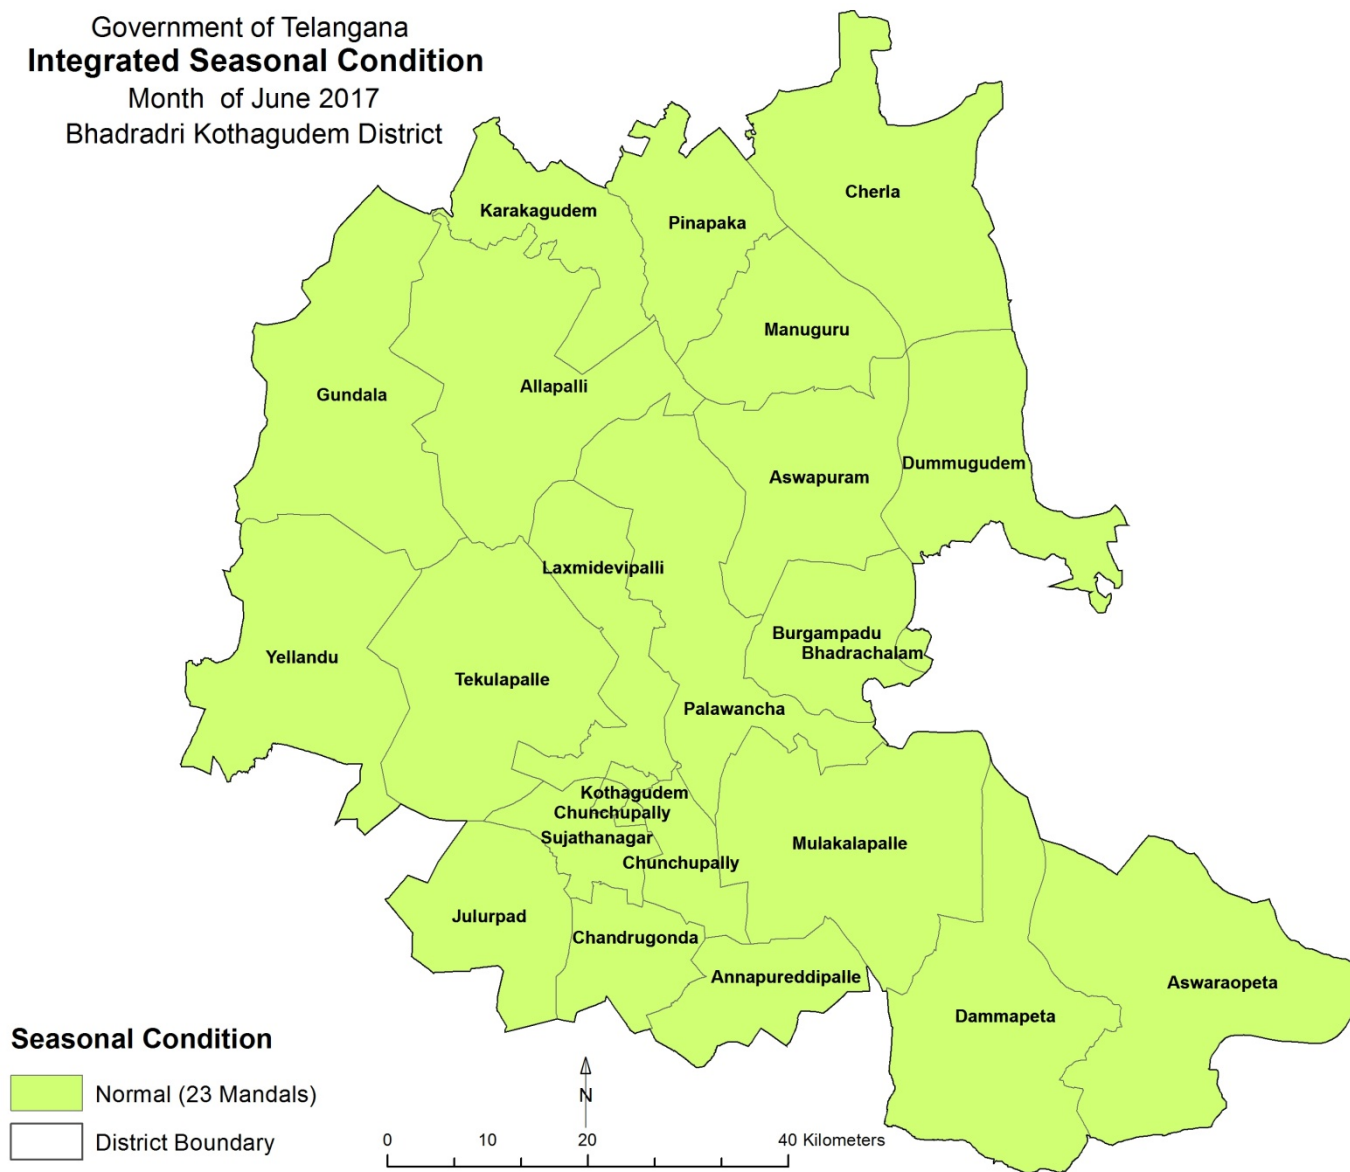 Government of Telangana
Integrated Seasonal Condition
Month of June 2017
Bhadradri Kothagudem District
Cherla
Karakagudem
Pinapaka
Manuguru
Allapalli
Gundala
Dummugudem
Aswapuram
Laxmidevipalli
Burgampadu
Bhadrachalam
Yellandu
Tekulapalle
Palawancha
Kothagudem
Chunchupally
Sujathanagar
Mulakalapalle
Chunchupally
Julurpad
Chandrugonda
Annapureddipalle
Aswaraopeta
Dammapeta
Seasonal Condition
Normal (23 Mandals)
District Boundary
N
0 10 20 40 Kilometers